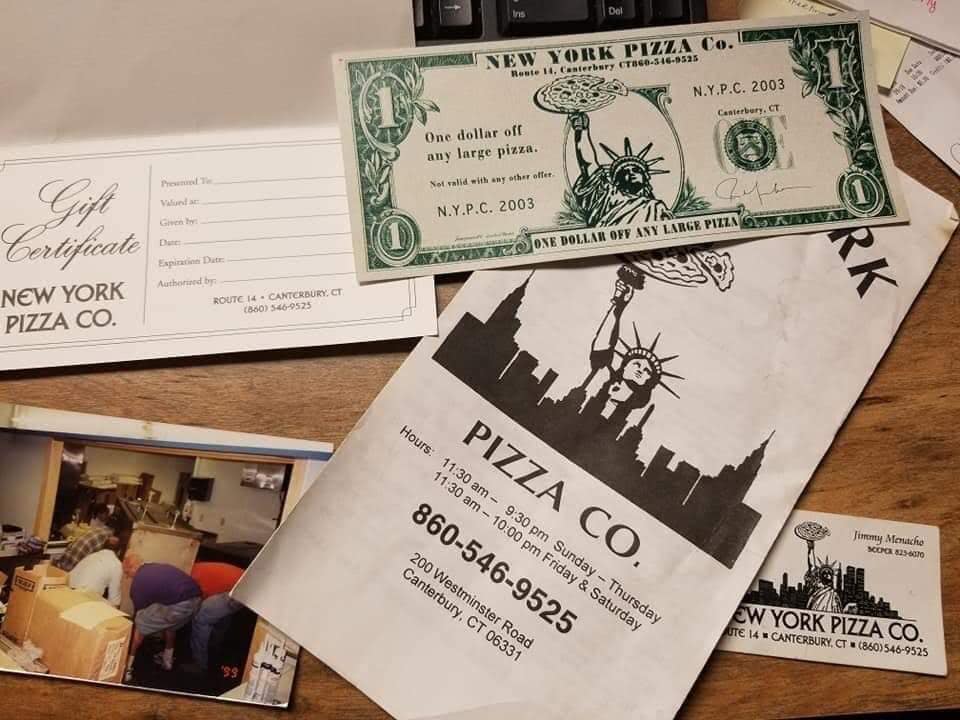 Ins
Del
NEW YORK PIZZA Co.
Route 14, Canterbury CT860-546-9525
1
1
N.Y.P.C. 2003
Canterbury, CT
One dollar off
any large pizza.
Not valid with any other offer.
N.Y.P.C. 2003
1
1
ONE DOLLAR OFF ANY LARGE PIZZA
Gift
Certificate
NEW YORK
PIZZA CO.
Presented To:
Valued at:
Given by:
Date:
Expiration Date:
Authorized by:
ROUTE 14 • CANTERBURY, CT
(860) 546-9525
RK
PIZZA CO.
Hours: 11:30 am – 9:30 pm Sunday – Thursday
11:30 am – 10:00 pm Friday & Saturday
860-546-9525
200 Westminster Road
Canterbury, CT 06331
Jimmy Menacho
BEEPER 823-6070
EW YORK PIZZA CO.
UTE 14 ▪ CANTERBURY, CT ▪ (860) 546-9525
'99